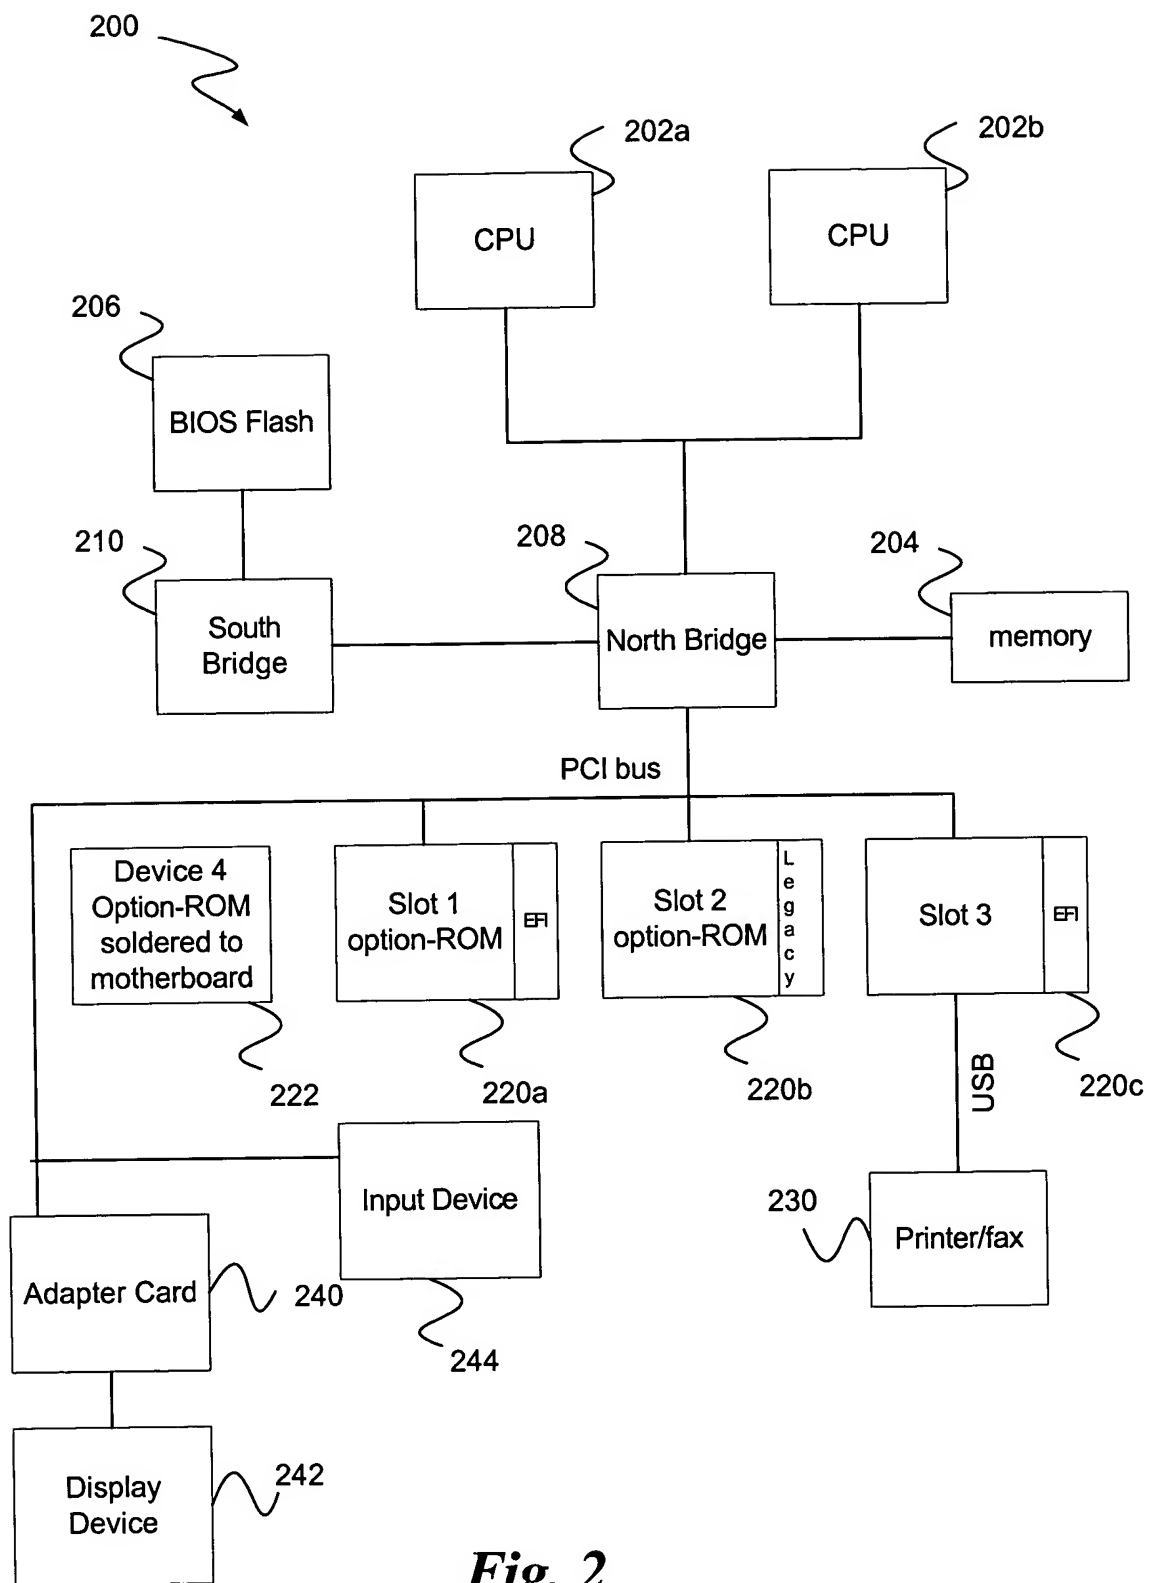 200
202a
202b
CPU
CPU
206
BIOS Flash
210
208
204
South
Bridge
North Bridge
memory
PCI bus
Device 4
Option-ROM
soldered to
motherboard
Slot 1
option-ROM
EFI
Slot 2
option-ROM
Legacy
Slot 3
EFI
222
220a
220b
USB
220c
Input Device
230
Printer/fax
Adapter Card
240
244
Display
Device
242
Fig. 2